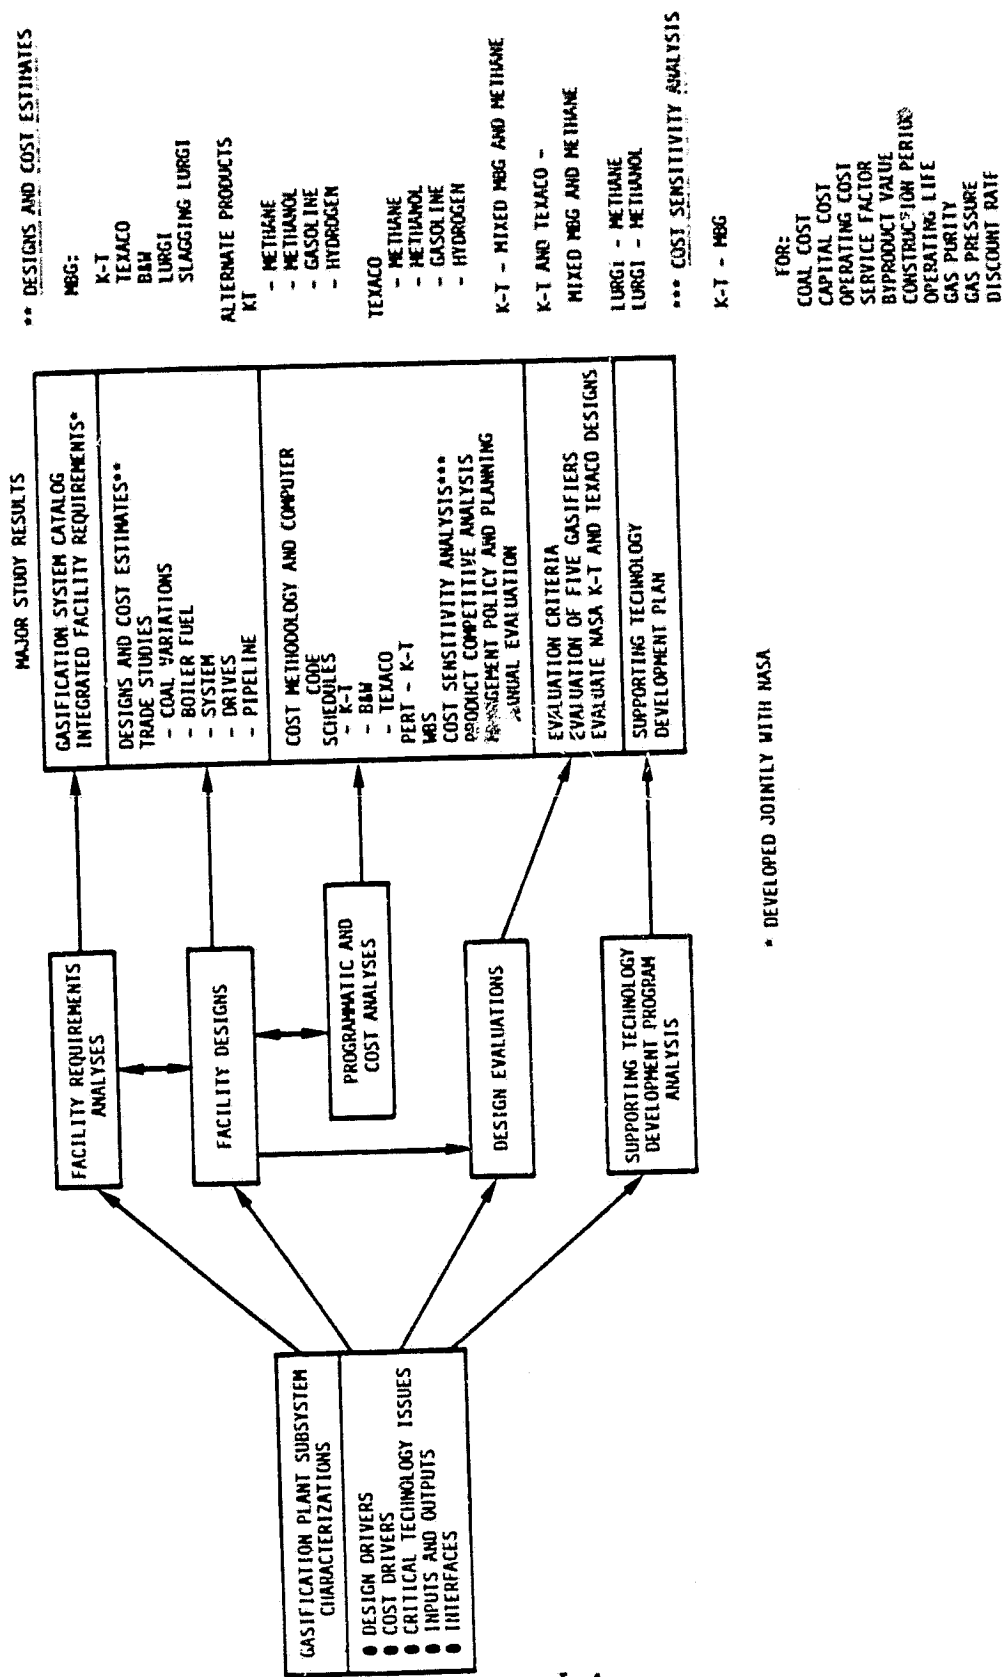 GASIFICATION PLANT SUBSYSTEM
CHARACTERIZATIONS
● DESIGN DRIVERS
● COST DRIVERS
● CRITICAL TECHNOLOGY ISSUES
● INPUTS AND OUTPUTS
● INTERFACES
FACILITY REQUIREMENTS
ANALYSES
FACILITY DESIGNS
PROGRAMMATIC AND
COST ANALYSES
DESIGN EVALUATIONS
SUPPORTING TECHNOLOGY
DEVELOPMENT PROGRAM
ANALYSIS
MAJOR STUDY RESULTS
GASIFICATION SYSTEM CATALOG
INTEGRATED FACILITY REQUIREMENTS*
DESIGNS AND COST ESTIMATES**
TRADE STUDIES
- COAL VARIATIONS
- BOILER FUEL
- SYSTEM
- DRIVES
- PIPELINE
COST METHODOLOGY AND COMPUTER
CODE
SCHEDULES
- K-T
- B&W
- TEXACO
PERT - K-T
WBS
COST SENSITIVITY ANALYSIS***
PRODUCT COMPETITIVE ANALYSIS
MANAGEMENT POLICY AND PLANNING
MANUAL EVALUATION
EVALUATION CRITERIA
EVALUATION OF FIVE GASIFIERS
EVALUATE NASA K-T AND TEXACO DESIGNS
SUPPORTING TECHNOLOGY
DEVELOPMENT PLAN
* DEVELOPED JOINTLY WITH NASA
** DESIGNS AND COST ESTIMATES
MBG:
K-T
TEXACO
B&W
LURGI
SLAGGING LURGI
ALTERNATE PRODUCTS
KT
- METHANE
- METHANOL
- GASOLINE
- HYDROGEN
TEXACO
- METHANE
- METHANOL
- GASOLINE
- HYDROGEN
K-T - MIXED MBG AND METHANE
K-T AND TEXACO -
MIXED MBG AND METHANE
LURGI - METHANE
LURGI - METHANOL
*** COST SENSITIVITY ANALYSIS
K-T - MBG
FOR:
COAL COST
CAPITAL COST
OPERATING COST
SERVICE FACTOR
BYPRODUCT VALUE
CONSTRUCTION PERIOD
OPERATING LIFE
GAS PURITY
GAS PRESSURE
DISCOUNT RATE